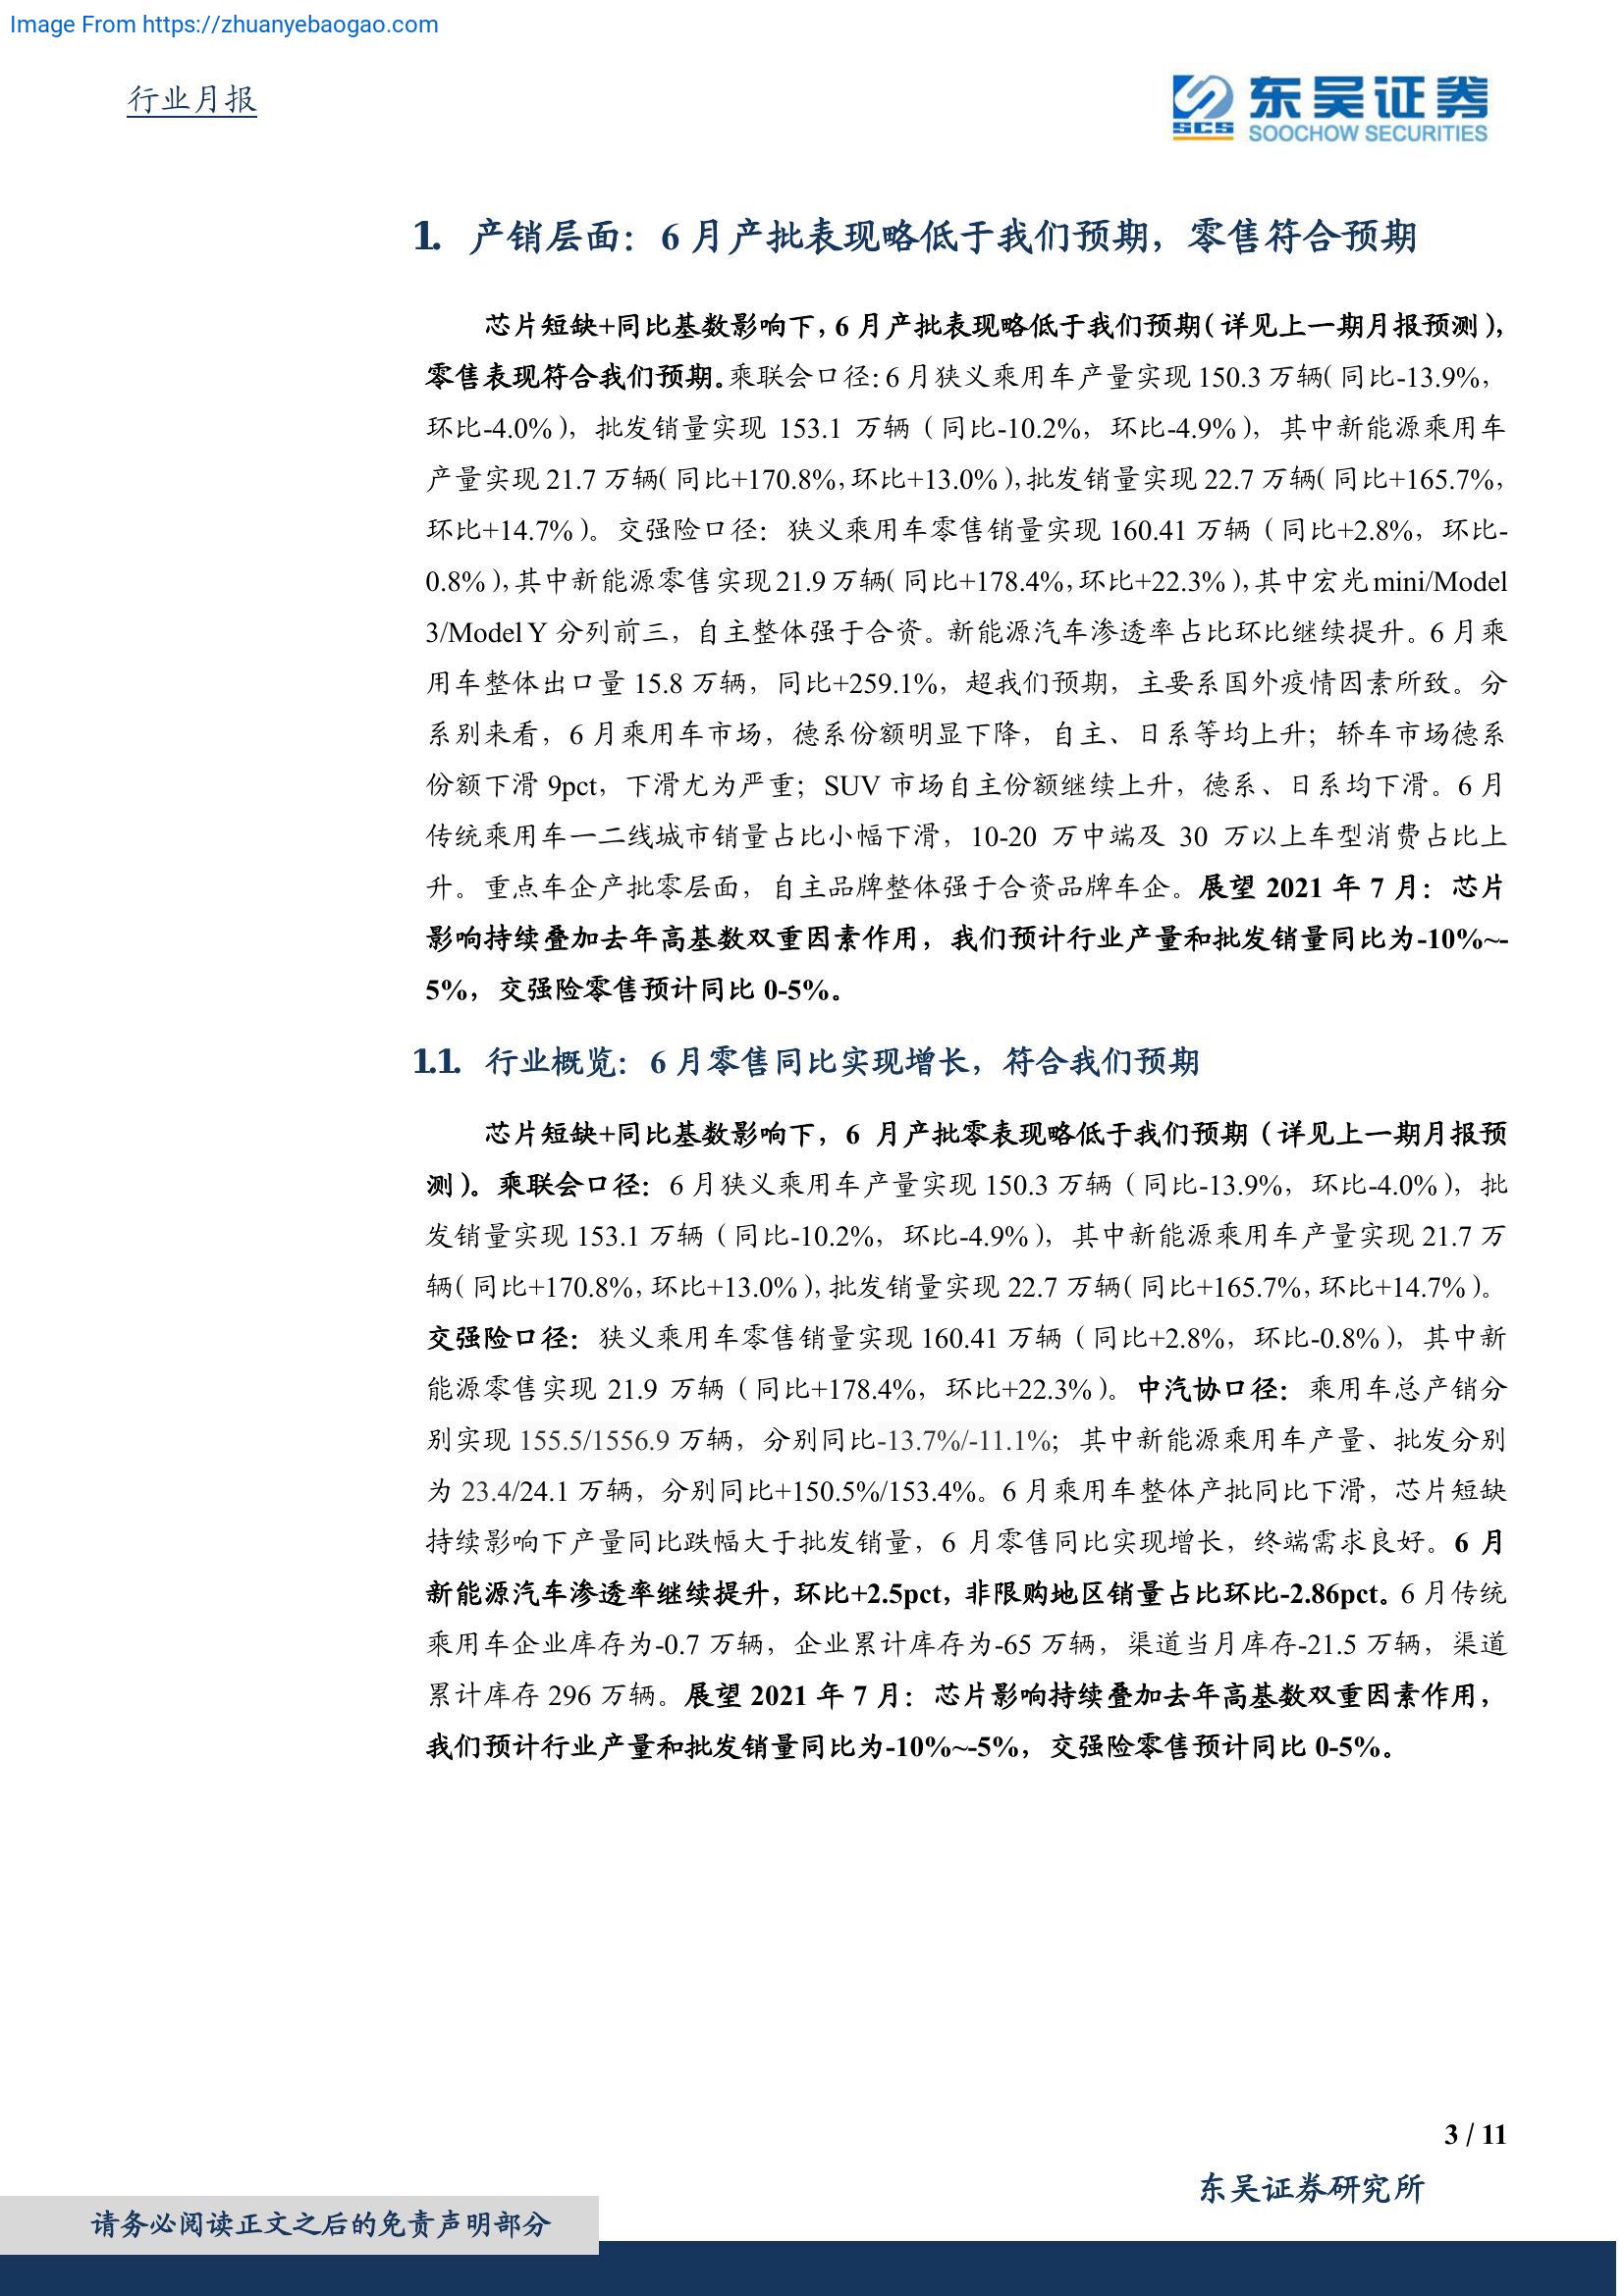 Image From https://zhuanyebaogao.com
行业月报
东吴证券
SCS
SOOCHOW SECURITIES
1. 产销层面：6 月产批表现略低于我们预期，零售符合预期
芯片短缺+同比基数影响下，6 月产批表现略低于我们预期（详见上一期月报预测），
零售表现符合我们预期。乘联会口径：6 月狭义乘用车产量实现 150.3 万辆（同比-13.9%，
环比-4.0%），批发销量实现 153.1 万辆（同比-10.2%，环比-4.9%），其中新能源乘用车
产量实现 21.7 万辆（同比+170.8%，环比+13.0%），批发销量实现 22.7 万辆（同比+165.7%，
环比+14.7%）。交强险口径：狭义乘用车零售销量实现 160.41 万辆（同比+2.8%，环比-
0.8%），其中新能源零售实现 21.9 万辆（同比+178.4%，环比+22.3%），其中宏光 mini/Model
3/Model Y 分列前三，自主整体强于合资。新能源汽车渗透率占比环比继续提升。6 月乘
用车整体出口量 15.8 万辆，同比+259.1%，超我们预期，主要系国外疫情因素所致。分
系别来看，6 月乘用车市场，德系份额明显下降，自主、日系等均上升；轿车市场德系
份额下滑 9pct，下滑尤为严重；SUV 市场自主份额继续上升，德系、日系均下滑。6 月
传统乘用车一二线城市销量占比小幅下滑，10-20 万中端及 30 万以上车型消费占比上
升。重点车企产批零层面，自主品牌整体强于合资品牌车企。展望 2021 年 7 月：芯片
影响持续叠加去年高基数双重因素作用，我们预计行业产量和批发销量同比为-10%~-
5%，交强险零售预计同比 0-5%。
1.1. 行业概览：6 月零售同比实现增长，符合我们预期
芯片短缺+同比基数影响下，6 月产批零表现略低于我们预期（详见上一期月报预
测）。乘联会口径：6 月狭义乘用车产量实现 150.3 万辆（同比-13.9%，环比-4.0%），批
发销量实现 153.1 万辆（同比-10.2%，环比-4.9%），其中新能源乘用车产量实现 21.7 万
辆（同比+170.8%，环比+13.0%），批发销量实现 22.7 万辆（同比+165.7%，环比+14.7%）。
交强险口径：狭义乘用车零售销量实现 160.41 万辆（同比+2.8%，环比-0.8%），其中新
能源零售实现 21.9 万辆（同比+178.4%，环比+22.3%）。中汽协口径：乘用车总产销分
别实现 155.5/1556.9 万辆，分别同比-13.7%/-11.1%；其中新能源乘用车产量、批发分别
为 23.4/24.1 万辆，分别同比+150.5%/153.4%。6 月乘用车整体产批同比下滑，芯片短缺
持续影响下产量同比跌幅大于批发销量，6 月零售同比实现增长，终端需求良好。6 月
新能源汽车渗透率继续提升，环比+2.5pct，非限购地区销量占比环比-2.86pct。6 月传统
乘用车企业库存为-0.7 万辆，企业累计库存为-65 万辆，渠道当月库存-21.5 万辆，渠道
累计库存 296 万辆。展望 2021 年 7 月：芯片影响持续叠加去年高基数双重因素作用，
我们预计行业产量和批发销量同比为-10%~-5%，交强险零售预计同比 0-5%。
3 / 11
东吴证券研究所
请务必阅读正文之后的免责声明部分